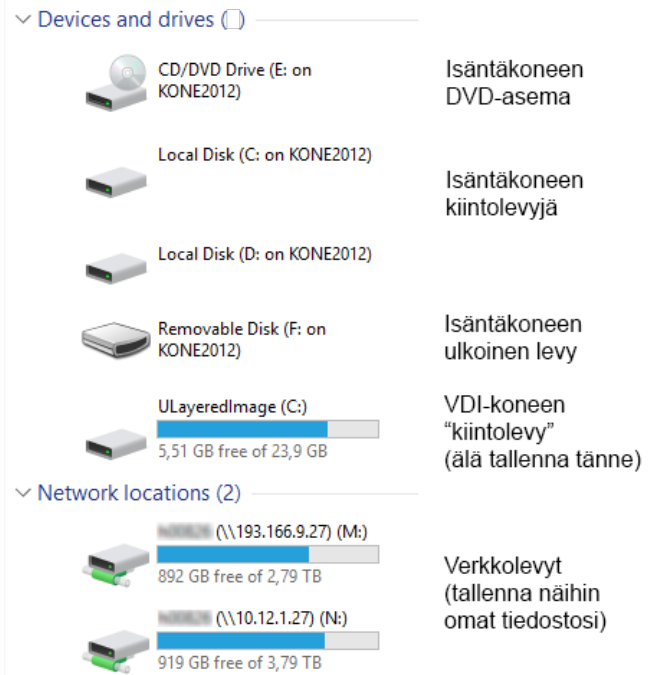 Devices and drives ()
CD/DVD Drive (E: on
KONE2012)
Isäntäkoneen
DVD-asema
Local Disk (C: on KONE2012)
Isäntäkoneen
kiintolevyjä
Local Disk (D: on KONE2012)
Removable Disk (F: on
KONE2012)
Isäntäkoneen
ulkoinen levy
ULayeredImage (C:)
5,51 GB free of 23,9 GB
VDI-koneen
“kiintolevy”
(älä tallenna tänne)
Network locations (2)
(\\193.166.9.27) (M:)
892 GB free of 2,79 TB
Verkkolevyt
(tallenna näihin
omat tiedostosi)
(\\10.12.1.27) (N:)
919 GB free of 3,79 TB